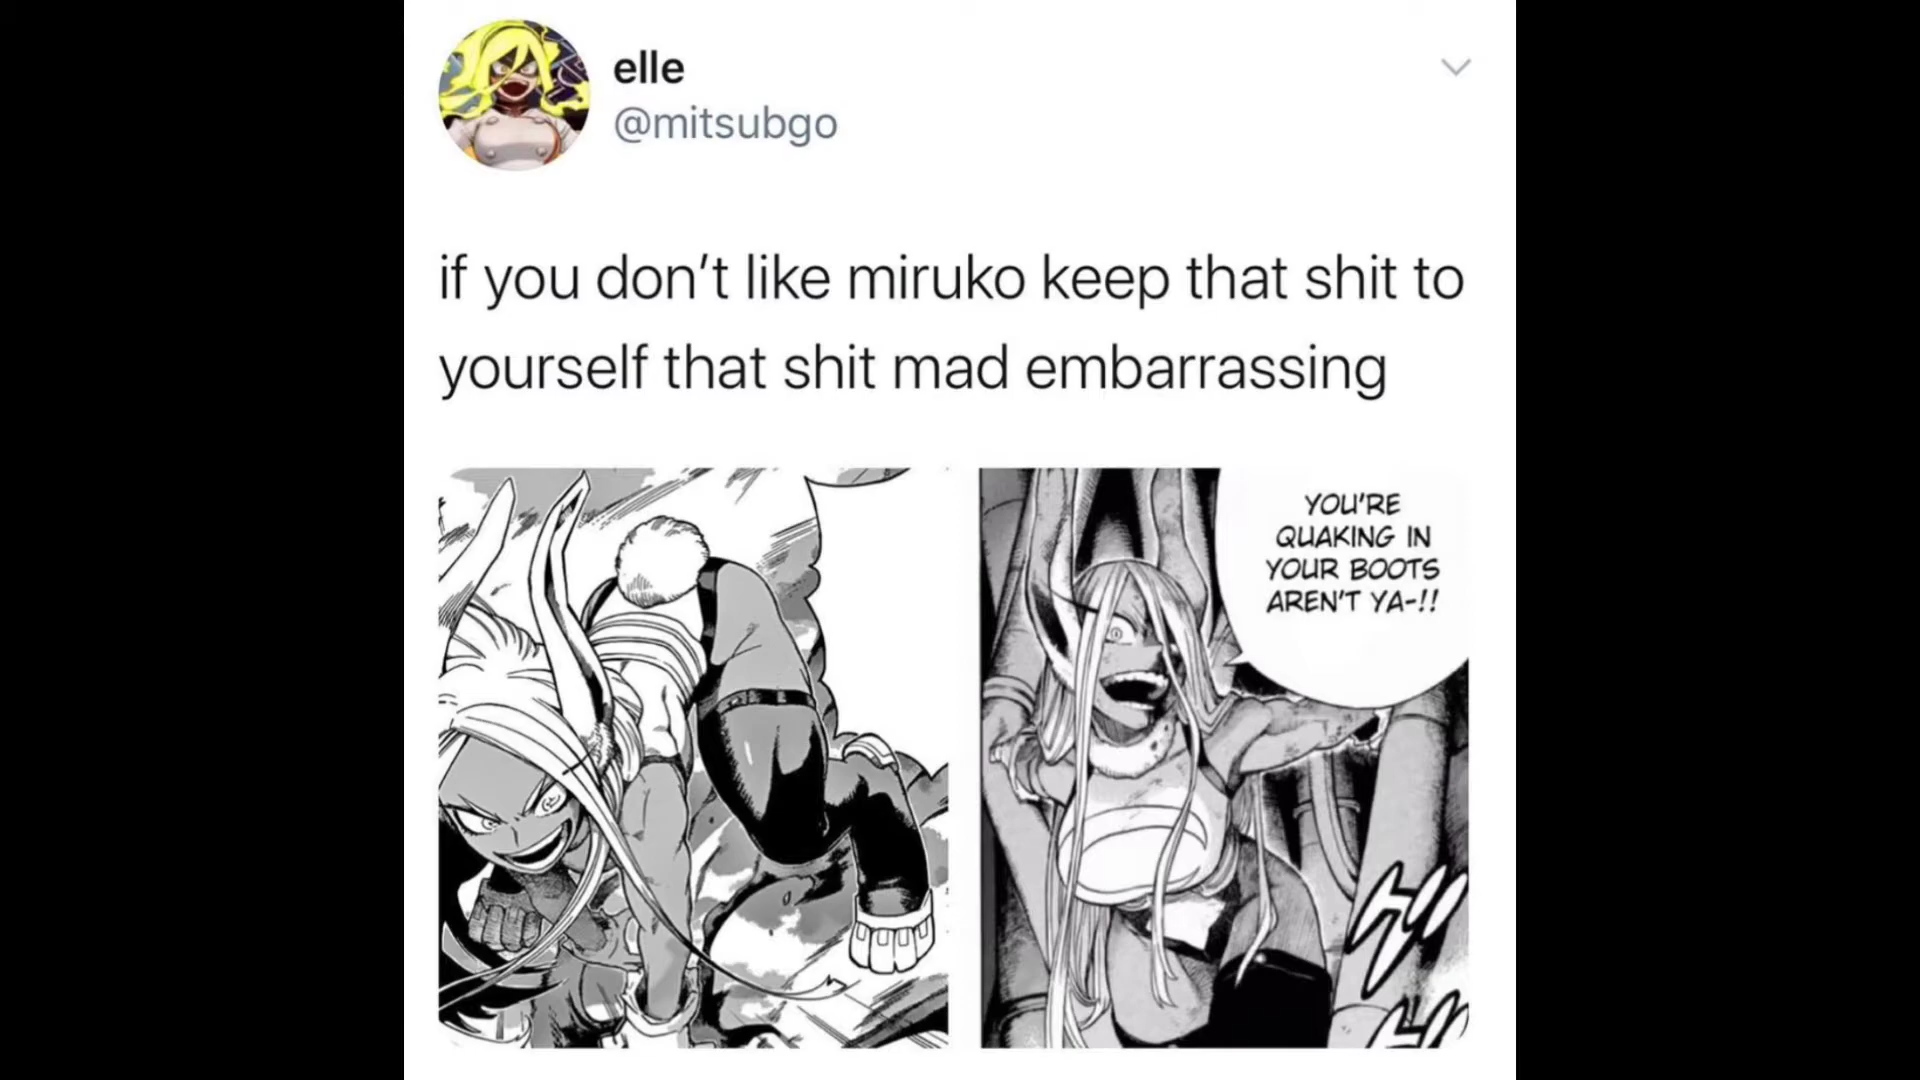 elle
@mitsubgo
if you don’t like miruko keep that shit to
yourself that shit mad embarrassing
YOU'RE
QUAKING IN
YOUR BOOTS
AREN'T YA-!!